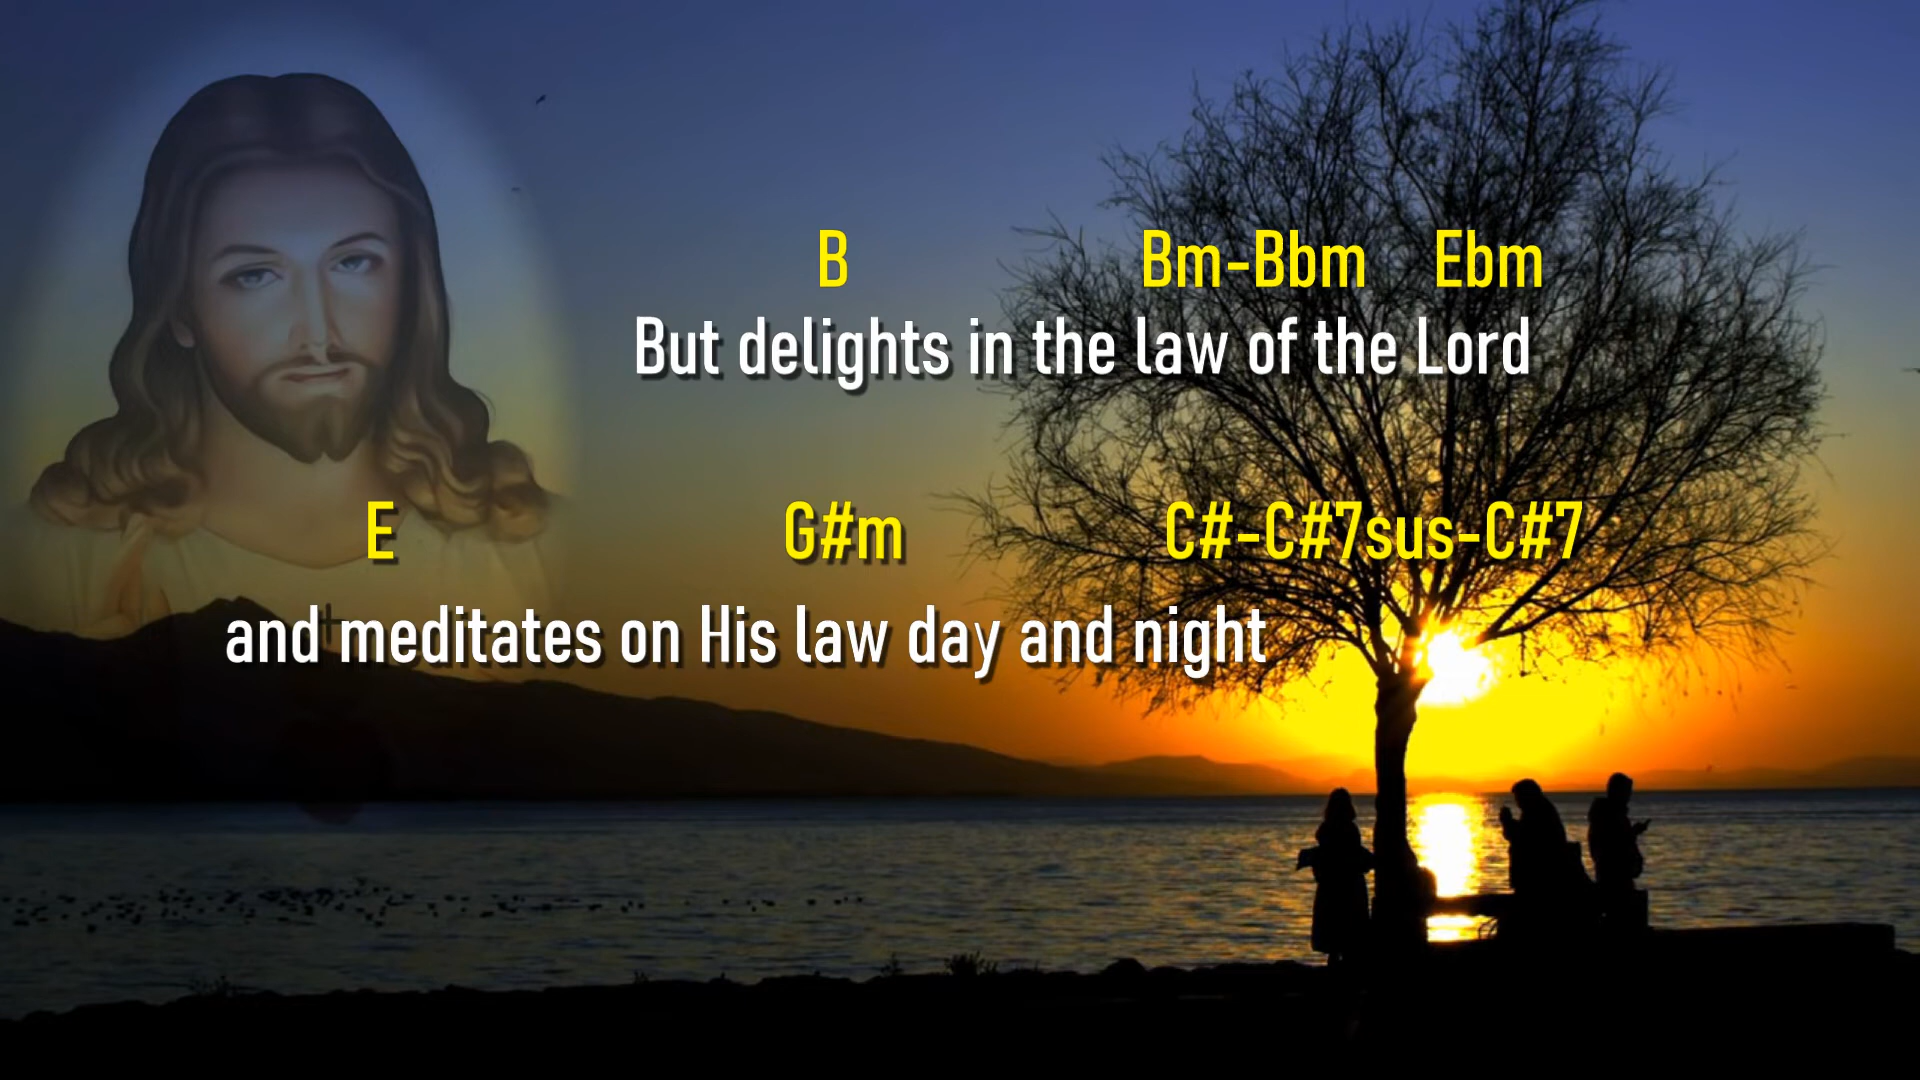 B Bm-Bbm Ebm
But delights in the law of the Lord
E G#m C#-C#7sus-C#7
and meditates on His law day and night